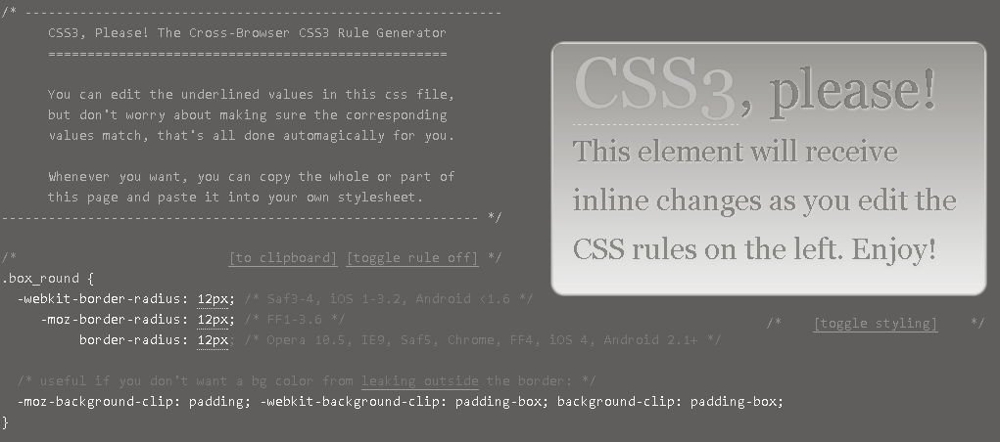 /* -------------------------------------------------------------
CSS3, Please! The Cross-Browser CSS3 Rule Generator
===================================================
You can edit the underlined values in this css file,
but don't worry about making sure the corresponding
values match, that's all done automagically for you.
Whenever you want, you can copy the whole or part of
this page and paste it into your own stylesheet.
------------------------------------------------------------- */
/* [to clipboard] [toggle rule off] */
.box_round {
-webkit-border-radius: 12px; /* Saf3-4, iOS 1-3.2, Android <1.6 */
-moz-border-radius: 12px; /* FF1-3.6 */
border-radius: 12px; /* Opera 10.5, IE9, Saf5, Chrome, FF4, iOS 4, Android 2.1+ */
/* useful if you don't want a bg color from leaking outside the border: */
-moz-background-clip: padding; -webkit-background-clip: padding-box; background-clip: padding-box;
}
CSS3, please!
This element will receive
inline changes as you edit the
CSS rules on the left. Enjoy!
/* [toggle styling] */